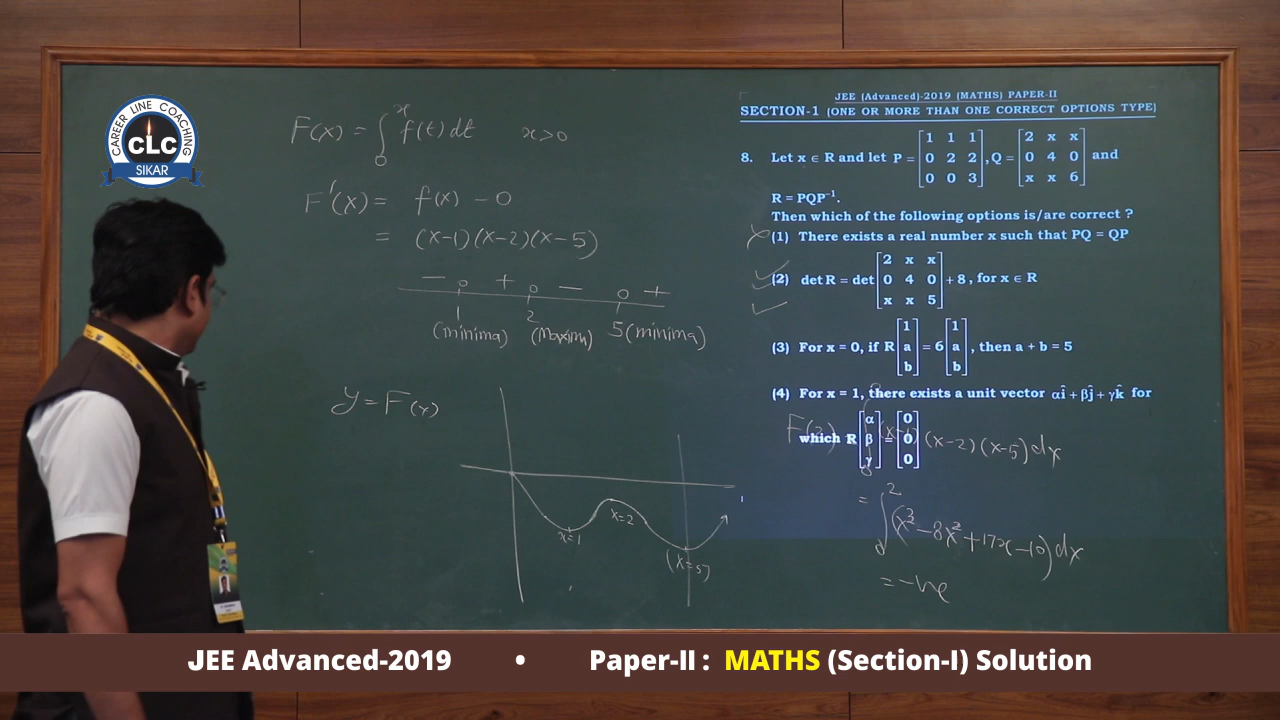 CAREER LINE COACHING
CLC
SIKAR
F(x) = ∫₀ˣ f(t) dt   x>0
F'(x) = f(x) - 0
= (x-1)(x-2)(x-5)
- + - +
1 2 5
(minima) (Maxima) (minima)
y = F(x)
x=1
x=2
(x=5)
JEE (Advanced)-2019 (MATHS) PAPER-II
SECTION-1 (ONE OR MORE THAN ONE CORRECT OPTIONS TYPE)
8. Let x ∈ R and let P = [1 1 1; 0 2 2; 0 0 3], Q = [2 x x; 0 4 0; x x 6] and
R = PQP⁻¹.
Then which of the following options is/are correct ?
(1) There exists a real number x such that PQ = QP
(2) det R = det [2 x x; 0 4 0; x x 5] + 8, for x ∈ R
(3) For x = 0, if R [1; a; b] = 6 [1; a; b], then a + b = 5
(4) For x = 1, there exists a unit vector αî + βĵ + γk̂ for
which R [α; β; γ] = [0; 0; 0]
(x-2)(x-5) dx
= ∫₀² (x³ - 8x² + 17x - 10) dx
= -ve
JEE Advanced-2019 • Paper-II : MATHS (Section-I) Solution